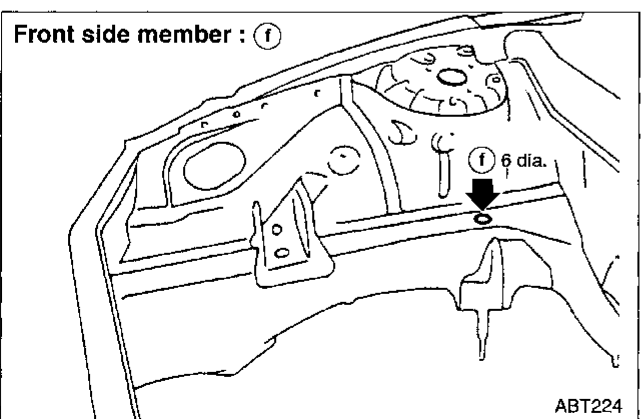 Front side member : ⓕ
ⓕ 6 dia.
ABT224